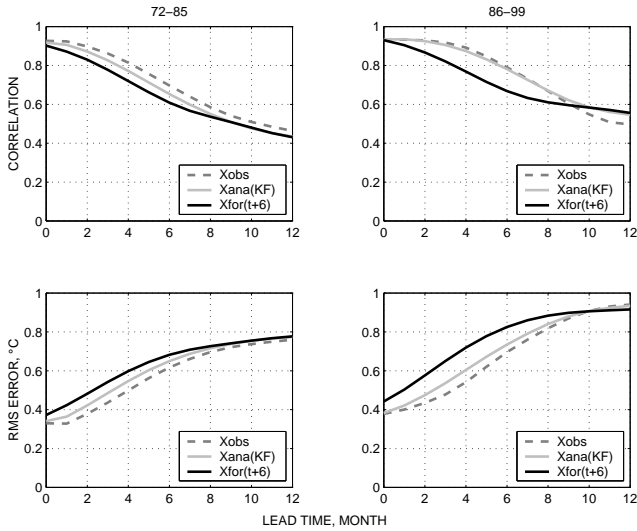 72–85
86–99
CORRELATION
1
0.8
0.6
0.4
0.2
0
0 2 4 6 8 10 12
Xobs
Xana(KF)
Xfor(t+6)
1
0.8
0.6
0.4
0.2
0
0 2 4 6 8 10 12
Xobs
Xana(KF)
Xfor(t+6)
RMS ERROR, °C
1
0.8
0.6
0.4
0.2
0
0 2 4 6 8 10 12
Xobs
Xana(KF)
Xfor(t+6)
1
0.8
0.6
0.4
0.2
0
0 2 4 6 8 10 12
Xobs
Xana(KF)
Xfor(t+6)
LEAD TIME, MONTH